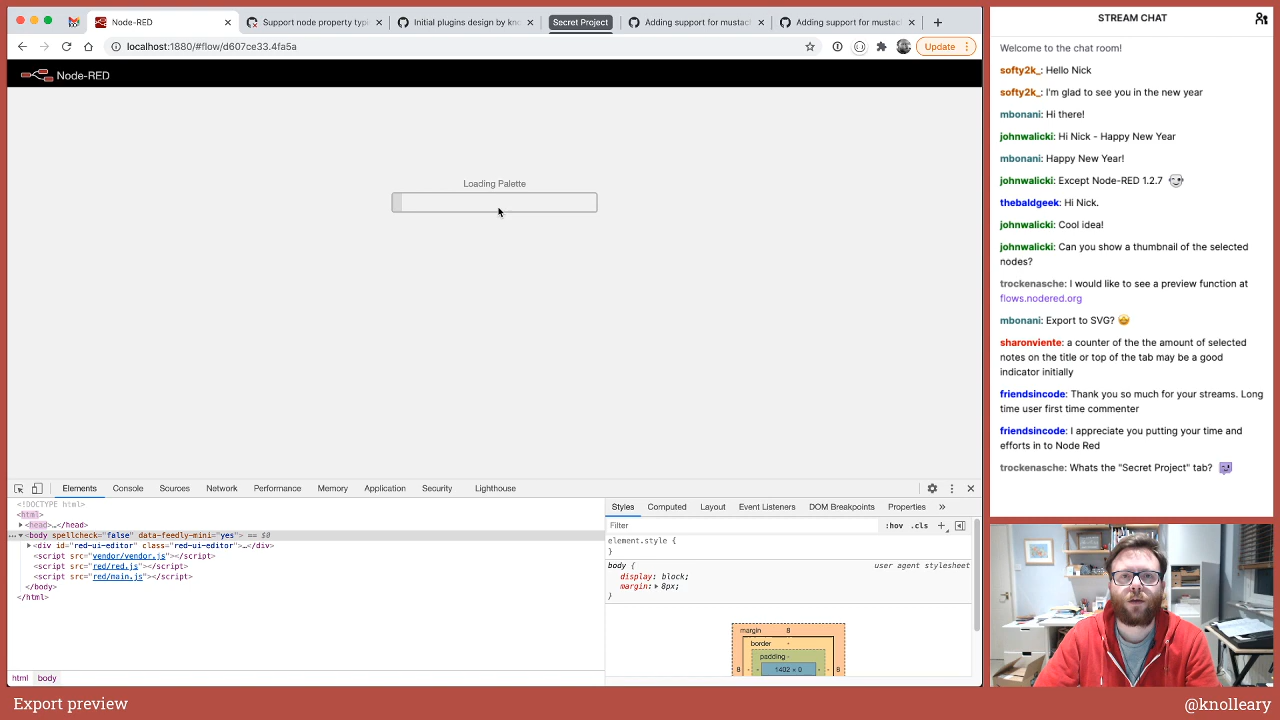 Node-RED
Support node property typi
Initial plugins design by kno
Secret Project
Adding support for mustac
Adding support for mustac
localhost:1880/#flow/d607ce33.4fa5a
Update
Node-RED
Loading Palette
Elements Console Sources Network Performance Memory Application Security Lighthouse
<!DOCTYPE html>
<html>
<head>…</head>
<body spellcheck="false" data-feedly-mini="yes"> == $0
<div id="red-ui-editor" class="red-ui-editor">…</div>
<script src="vendor/vendor.js"></script>
<script src="red/red.js"></script>
<script src="red/main.js"></script>
</body>
</html>
html body
Styles Computed Layout Event Listeners DOM Breakpoints Properties
Filter
:hov .cls
element.style {
}
body {
user agent stylesheet
display: block;
margin: 8px;
}
margin 8
border -
padding -
8 - - 1402 × 0 - - 8
STREAM CHAT
Welcome to the chat room!
softy2k_: Hello Nick
softy2k_: I'm glad to see you in the new year
mbonani: Hi there!
johnwalicki: Hi Nick - Happy New Year
mbonani: Happy New Year!
johnwalicki: Except Node-RED 1.2.7
thebaldgeek: Hi Nick.
johnwalicki: Cool idea!
johnwalicki: Can you show a thumbnail of the selected
nodes?
trockenasche: I would like to see a preview function at
flows.nodered.org
mbonani: Export to SVG? 🤩
sharonviente: a counter of the the amount of selected
notes on the title or top of the tab may be a good
indicator initially
friendsincode: Thank you so much for your streams. Long
time user first time commenter
friendsincode: I appreciate you putting your time and
efforts in to Node Red
trockenasche: Whats the "Secret Project" tab?
Export preview
@knolleary